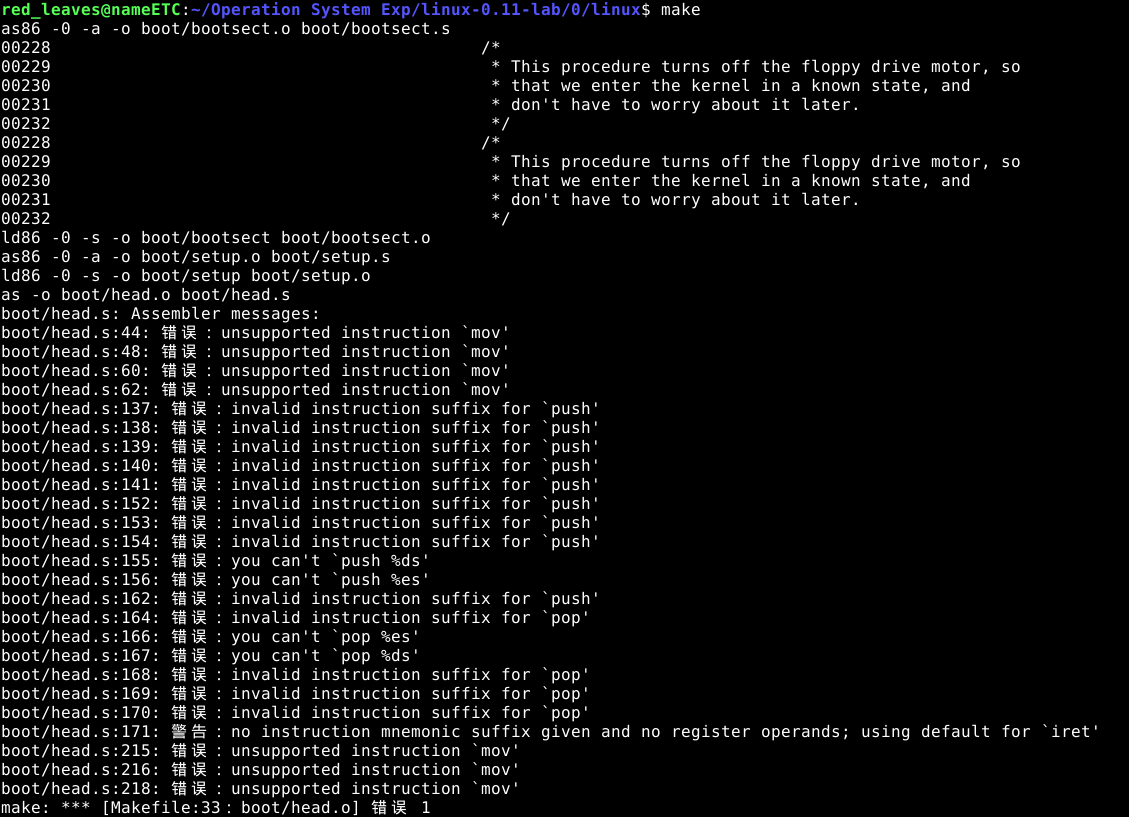 red_leaves@nameETC:~/Operation System Exp/linux-0.11-lab/0/linux$ make
as86 -0 -a -o boot/bootsect.o boot/bootsect.s
00228                                           /*
00229                                            * This procedure turns off the floppy drive motor, so
00230                                            * that we enter the kernel in a known state, and
00231                                            * don't have to worry about it later.
00232                                            */
00228                                           /*
00229                                            * This procedure turns off the floppy drive motor, so
00230                                            * that we enter the kernel in a known state, and
00231                                            * don't have to worry about it later.
00232                                            */
ld86 -0 -s -o boot/bootsect boot/bootsect.o
as86 -0 -a -o boot/setup.o boot/setup.s
ld86 -0 -s -o boot/setup boot/setup.o
as -o boot/head.o boot/head.s
boot/head.s: Assembler messages:
boot/head.s:44: 错误：unsupported instruction `mov'
boot/head.s:48: 错误：unsupported instruction `mov'
boot/head.s:60: 错误：unsupported instruction `mov'
boot/head.s:62: 错误：unsupported instruction `mov'
boot/head.s:137: 错误：invalid instruction suffix for `push'
boot/head.s:138: 错误：invalid instruction suffix for `push'
boot/head.s:139: 错误：invalid instruction suffix for `push'
boot/head.s:140: 错误：invalid instruction suffix for `push'
boot/head.s:141: 错误：invalid instruction suffix for `push'
boot/head.s:152: 错误：invalid instruction suffix for `push'
boot/head.s:153: 错误：invalid instruction suffix for `push'
boot/head.s:154: 错误：invalid instruction suffix for `push'
boot/head.s:155: 错误：you can't `push %ds'
boot/head.s:156: 错误：you can't `push %es'
boot/head.s:162: 错误：invalid instruction suffix for `push'
boot/head.s:164: 错误：invalid instruction suffix for `pop'
boot/head.s:166: 错误：you can't `pop %es'
boot/head.s:167: 错误：you can't `pop %ds'
boot/head.s:168: 错误：invalid instruction suffix for `pop'
boot/head.s:169: 错误：invalid instruction suffix for `pop'
boot/head.s:170: 错误：invalid instruction suffix for `pop'
boot/head.s:171: 警告：no instruction mnemonic suffix given and no register operands; using default for `iret'
boot/head.s:215: 错误：unsupported instruction `mov'
boot/head.s:216: 错误：unsupported instruction `mov'
boot/head.s:218: 错误：unsupported instruction `mov'
make: *** [Makefile:33：boot/head.o] 错误 1